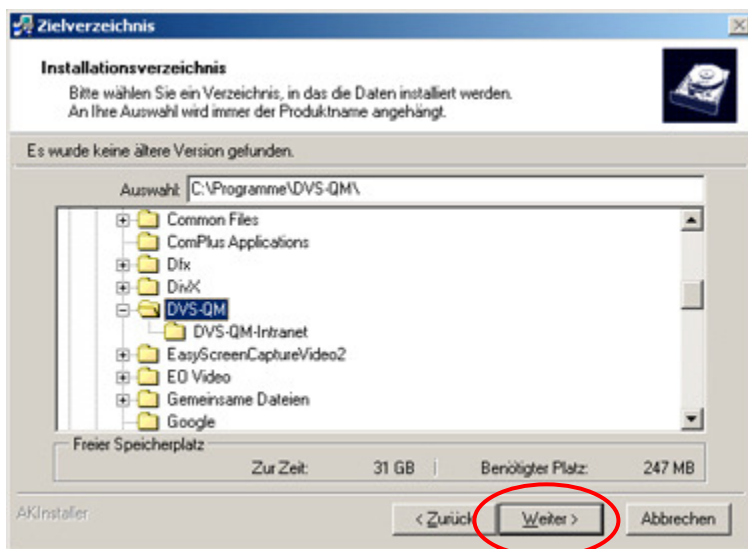 Zielverzeichnis
Installationsverzeichnis
Bitte wählen Sie ein Verzeichnis, in das die Daten installiert werden.
An Ihre Auswahl wird immer der Produktname angehängt.
Es wurde keine ältere Version gefunden.
Auswahl: C:\Programme\DVS-QM\
Common Files
ComPlus Applications
Dfx
DivX
DVS-QM
DVS-QM-Intranet
EasyScreenCaptureVideo2
EO Video
Gemeinsame Dateien
Google
Freier Speicherplatz
Zur Zeit: 31 GB Benötigter Platz: 247 MB
AKInstaller < Zurück Weiter > Abbrechen